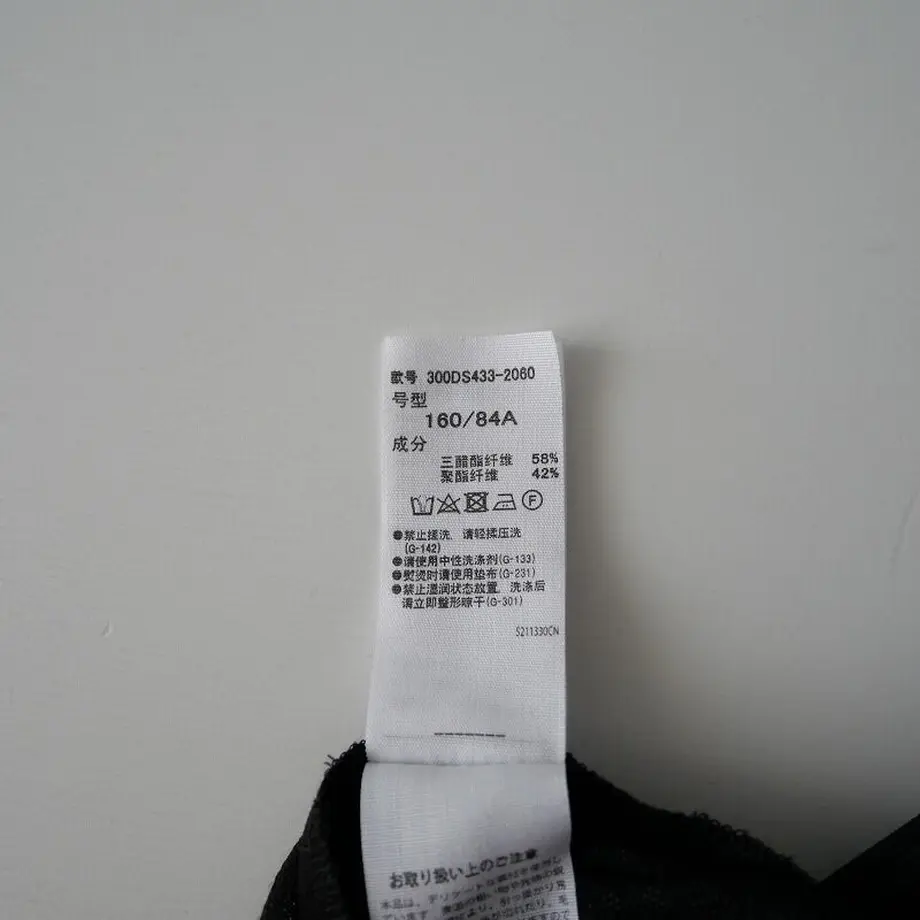 款号 300DS433-2060
号型
160/84A
成分
三醋酯纤维 58%
聚酯纤维 42%
F
●禁止搓洗，请轻揉压洗
(G-142)
●请使用中性洗涤剂(G-133)
●熨烫时请使用垫布(G-231)
●禁止湿润状态放置，洗涤后
请立即整形晾干(G-301)
S211330CN
お取り扱い上のご注意